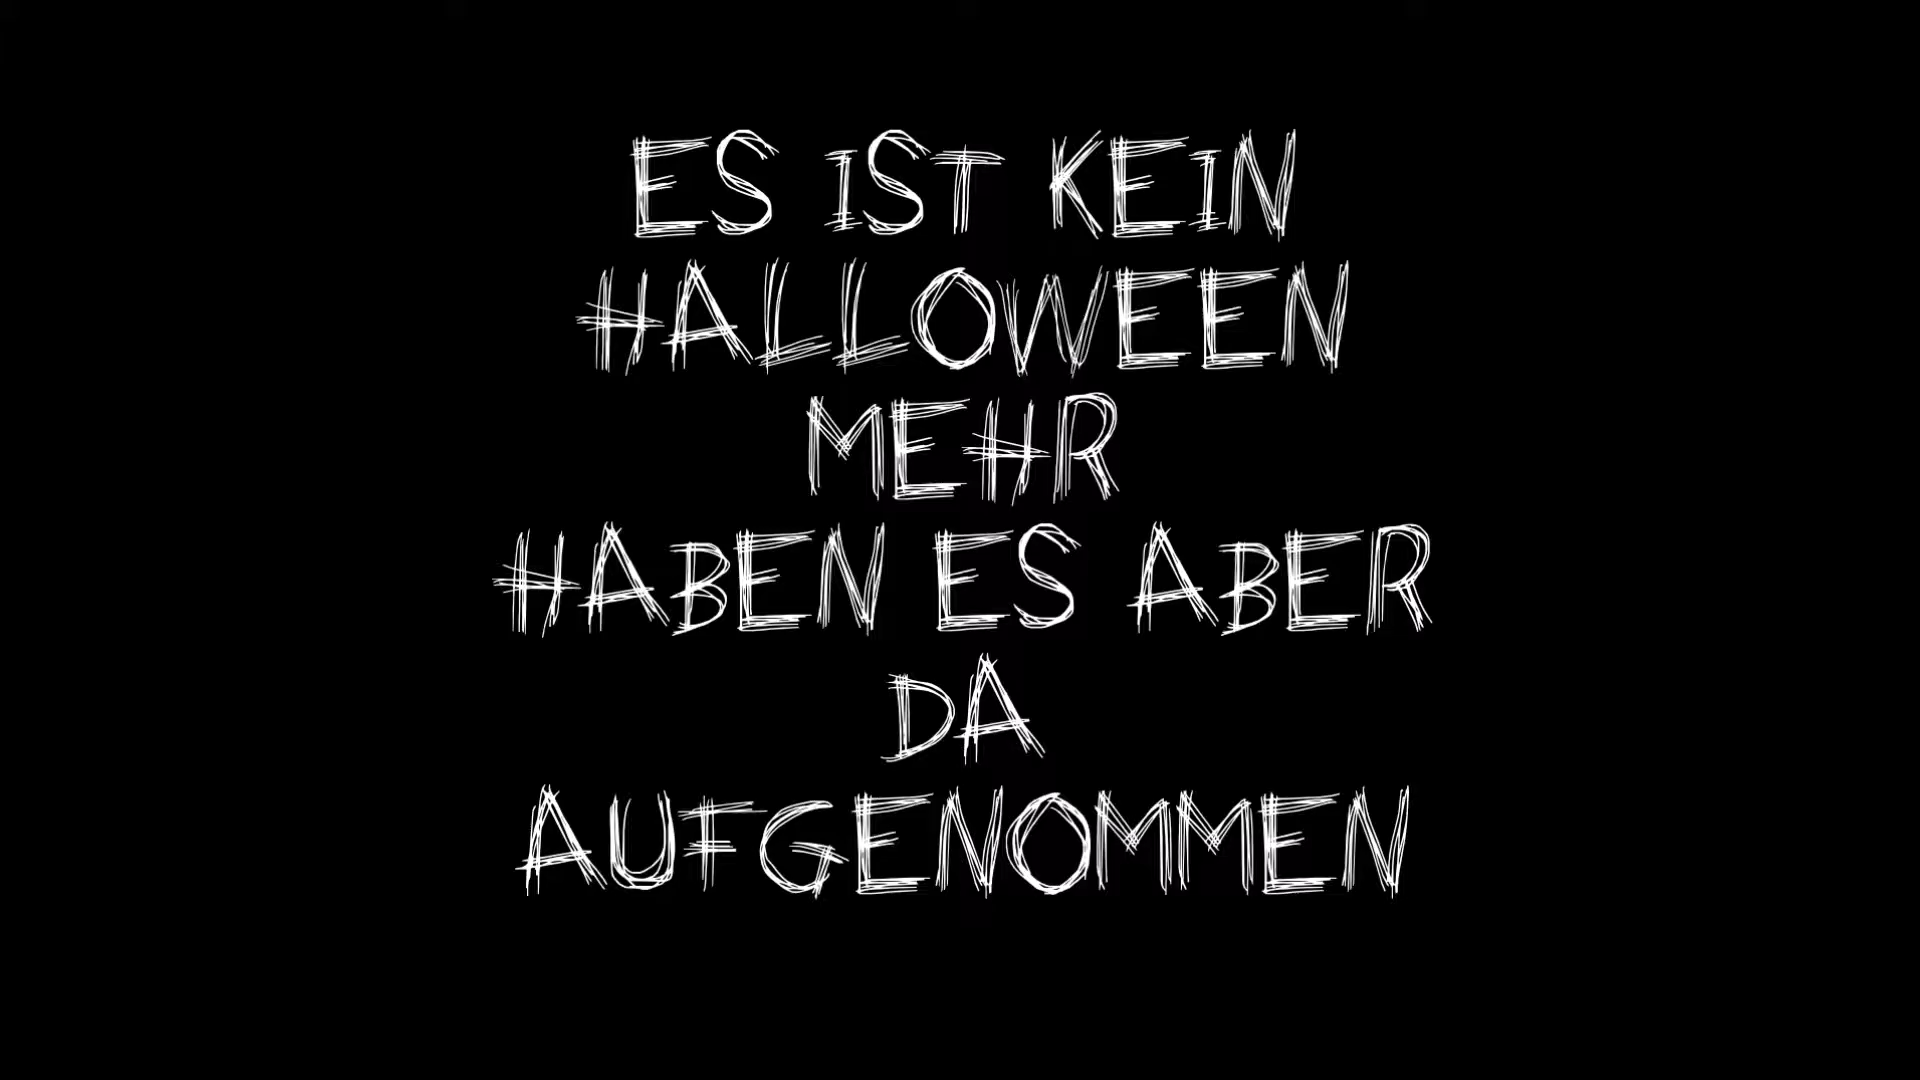 ES IST KEIN
HALLOWEEN
MEHR
HABEN ES ABER
DA
AUFGENOMMEN